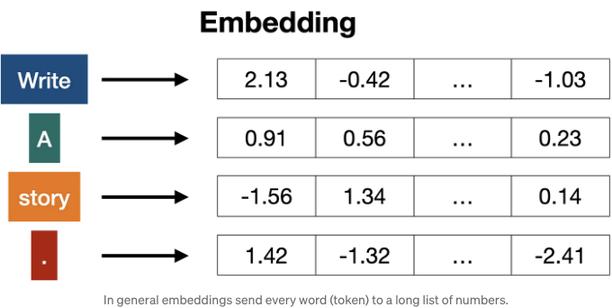 Embedding
Write 2.13 -0.42 ... -1.03
A 0.91 0.56 ... 0.23
story -1.56 1.34 ... 0.14
. 1.42 -1.32 ... -2.41
In general embeddings send every word (token) to a long list of numbers.